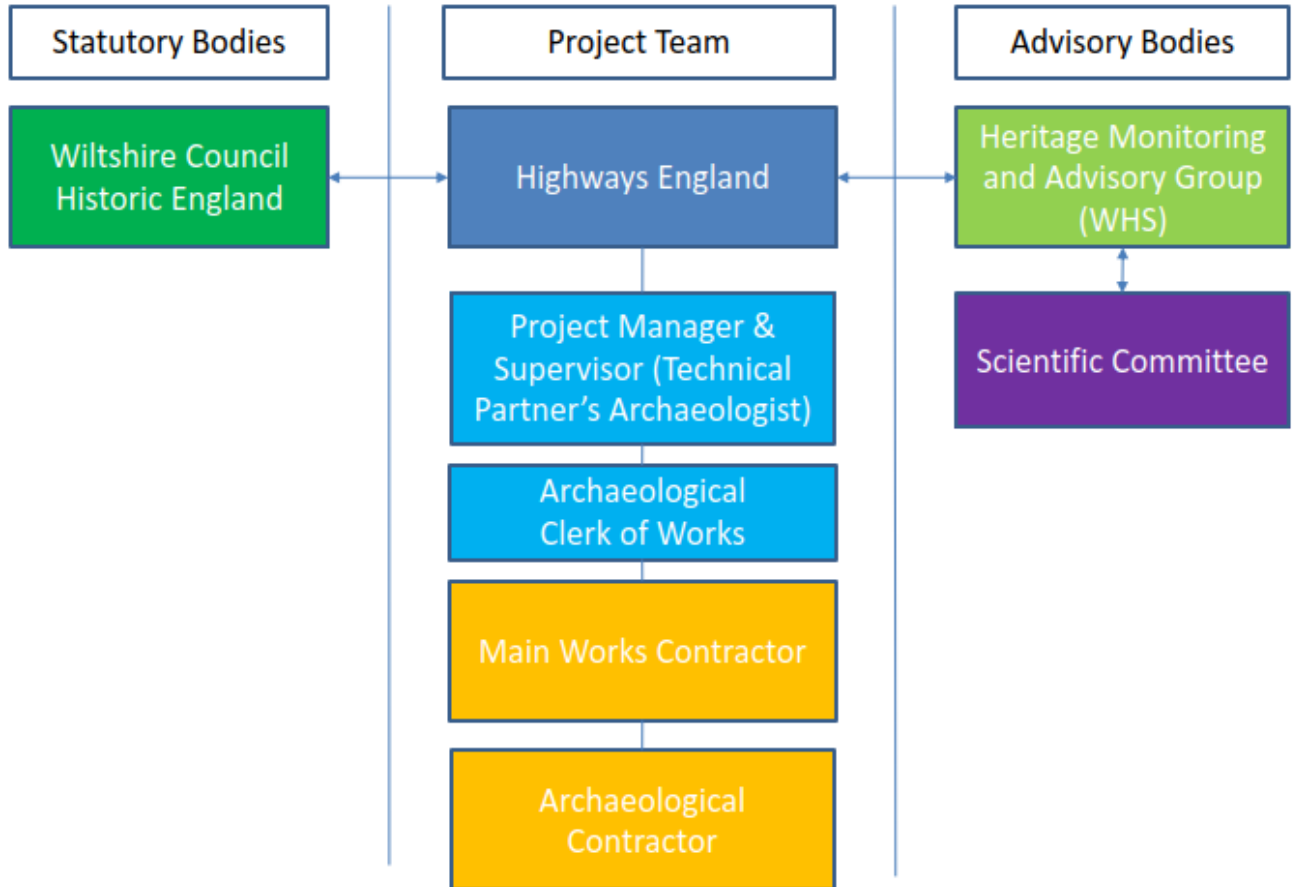 Statutory Bodies
Project Team
Advisory Bodies
Wiltshire Council
Historic England
Highways England
Heritage Monitoring
and Advisory Group
(WHS)
Project Manager &
Supervisor (Technical
Partner’s Archaeologist)
Scientific Committee
Archaeological
Clerk of Works
Main Works Contractor
Archaeological
Contractor